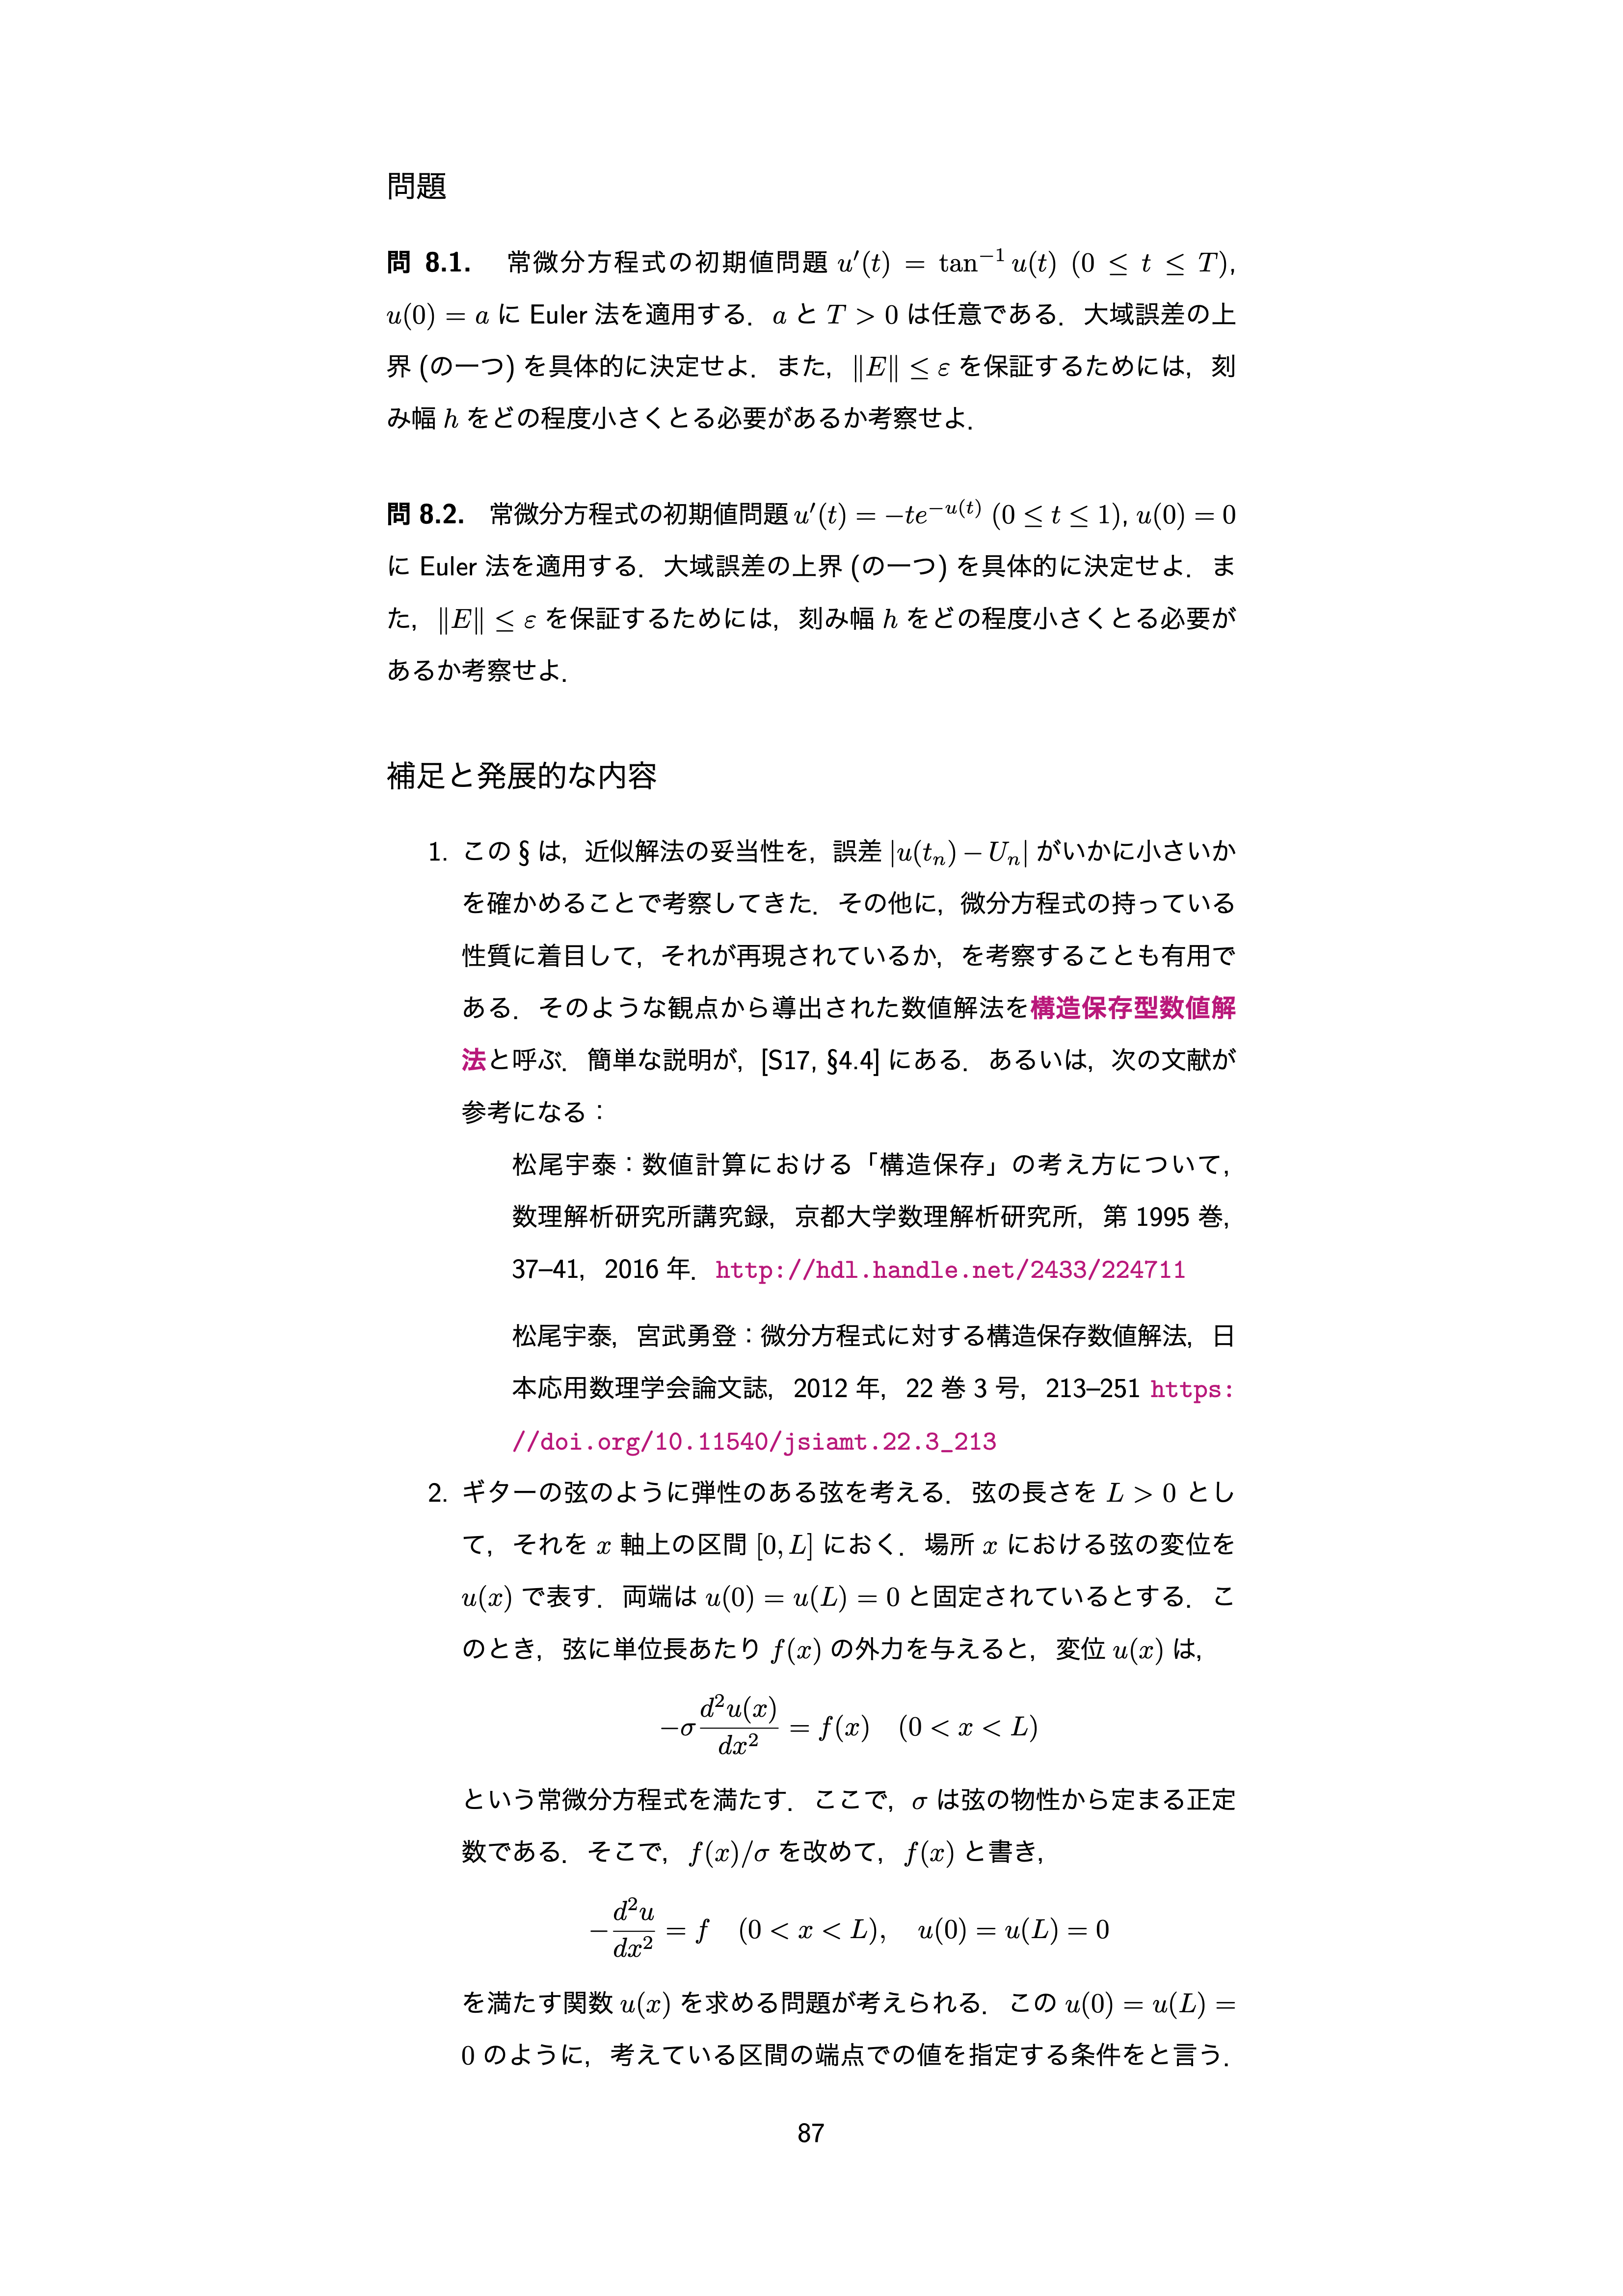 問題
問 8.1. 常微分方程式の初期値問題 u′(t) = tan⁻¹ u(t) (0 ≤ t ≤ T),
u(0) = a に Euler 法を適用する．a と T > 0 は任意である．大域誤差の上
界 (の一つ) を具体的に決定せよ．また，‖E‖ ≤ ε を保証するためには，刻
み幅 h をどの程度小さくとる必要があるか考察せよ．
問 8.2. 常微分方程式の初期値問題 u′(t) = −te^{−u(t)} (0 ≤ t ≤ 1), u(0) = 0
に Euler 法を適用する．大域誤差の上界 (の一つ) を具体的に決定せよ．ま
た，‖E‖ ≤ ε を保証するためには，刻み幅 h をどの程度小さくとる必要が
あるか考察せよ．
補足と発展的な内容
1. この § は，近似解法の妥当性を，誤差 |u(tₙ) − Uₙ| がいかに小さいか
を確かめることで考察してきた．その他に，微分方程式の持っている
性質に着目して，それが再現されているか，を考察することも有用で
ある．そのような観点から導出された数値解法を構造保存型数値解
法と呼ぶ．簡単な説明が，[S17, §4.4] にある．あるいは，次の文献が
参考になる：
松尾宇泰：数値計算における「構造保存」の考え方について，
数理解析研究所講究録，京都大学数理解析研究所，第 1995 巻，
37–41，2016 年．http://hdl.handle.net/2433/224711
松尾宇泰，宮武勇登：微分方程式に対する構造保存数値解法，日
本応用数理学会論文誌，2012 年，22 巻 3 号，213–251 https:
//doi.org/10.11540/jsiamt.22.3_213
2. ギターの弦のように弾性のある弦を考える．弦の長さを L > 0 とし
て，それを x 軸上の区間 [0, L] におく．場所 x における弦の変位を
u(x) で表す．両端は u(0) = u(L) = 0 と固定されているとする．こ
のとき，弦に単位長あたり f(x) の外力を与えると，変位 u(x) は，
−σ d²u(x)/dx² = f(x) (0 < x < L)
という常微分方程式を満たす．ここで，σ は弦の物性から定まる正定
数である．そこで，f(x)/σ を改めて，f(x) と書き，
−d²u/dx² = f (0 < x < L), u(0) = u(L) = 0
を満たす関数 u(x) を求める問題が考えられる．この u(0) = u(L) =
0 のように，考えている区間の端点での値を指定する条件をと言う．
87